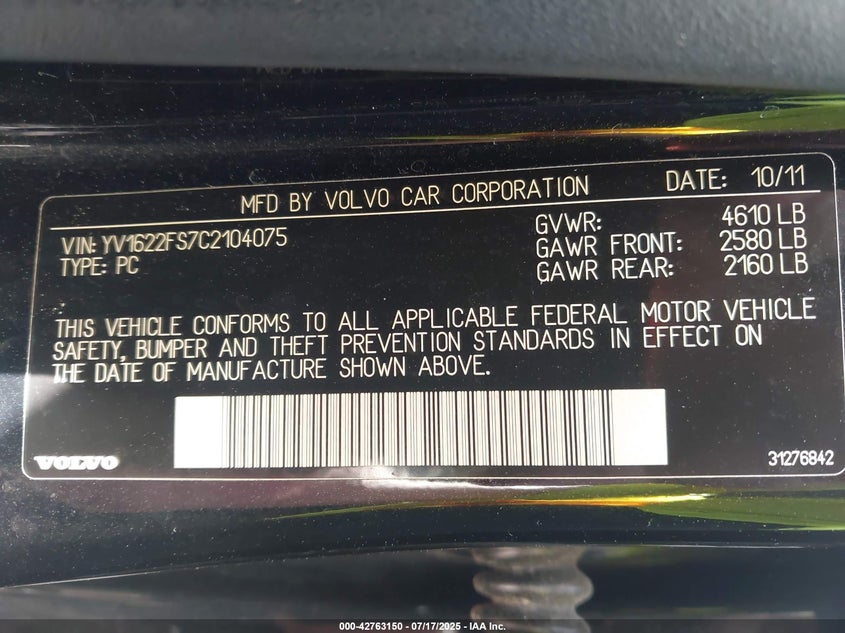 MFD BY VOLVO CAR CORPORATION DATE: 10/11
VIN: YV1622FS7C2104075 GVWR: 4610 LB
TYPE: PC GAWR FRONT: 2580 LB
GAWR REAR: 2160 LB
THIS VEHICLE CONFORMS TO ALL APPLICABLE FEDERAL MOTOR VEHICLE
SAFETY, BUMPER AND THEFT PREVENTION STANDARDS IN EFFECT ON
THE DATE OF MANUFACTURE SHOWN ABOVE.
VOLVO 31276842
000-42763150 - 07/17/2025 - IAA Inc.